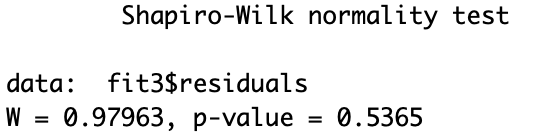 Shapiro-Wilk normality test
data:  fit3$residuals
W = 0.97963, p-value = 0.5365